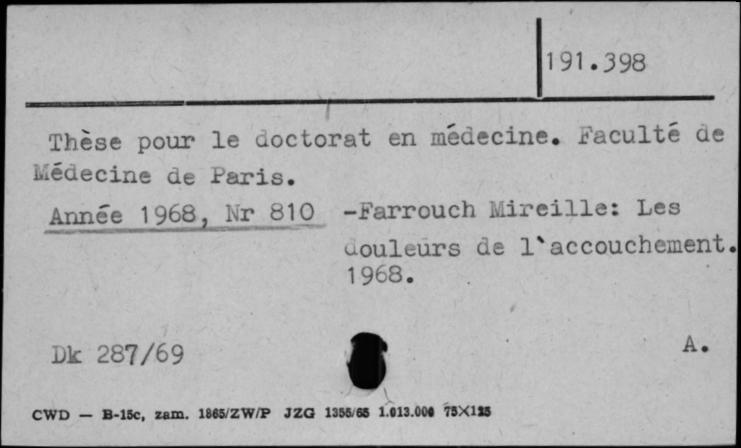 191.398
Thèse pour le doctorat en médecine. Faculté de
Médecine de Paris.
Année 1968, Nr 810 -Farrouch Mireille: Les
douleurs de l'accouchement.
1968.
Dk 287/69
A.
CWD — B-15c, zam. 1865/ZW/P JZG 1355/65 1.013.000 75X125